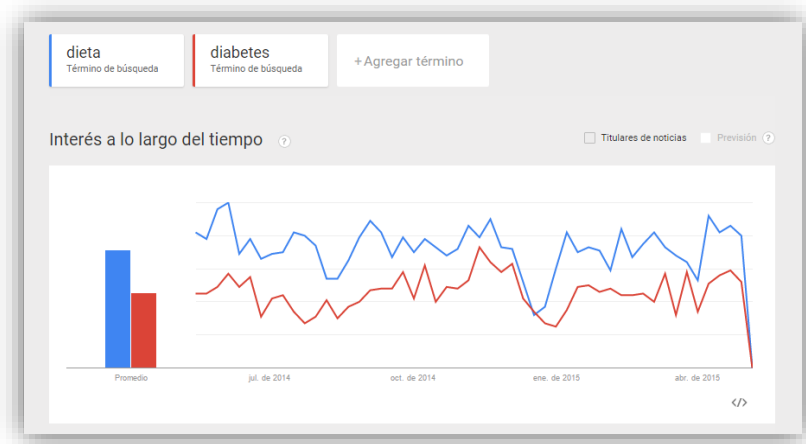 dieta
Término de búsqueda
diabetes
Término de búsqueda
+Agregar término
Interés a lo largo del tiempo ?
Titulares de noticias
Previsión ?
Promedio
jul. de 2014
oct. de 2014
ene. de 2015
abr. de 2015
</>